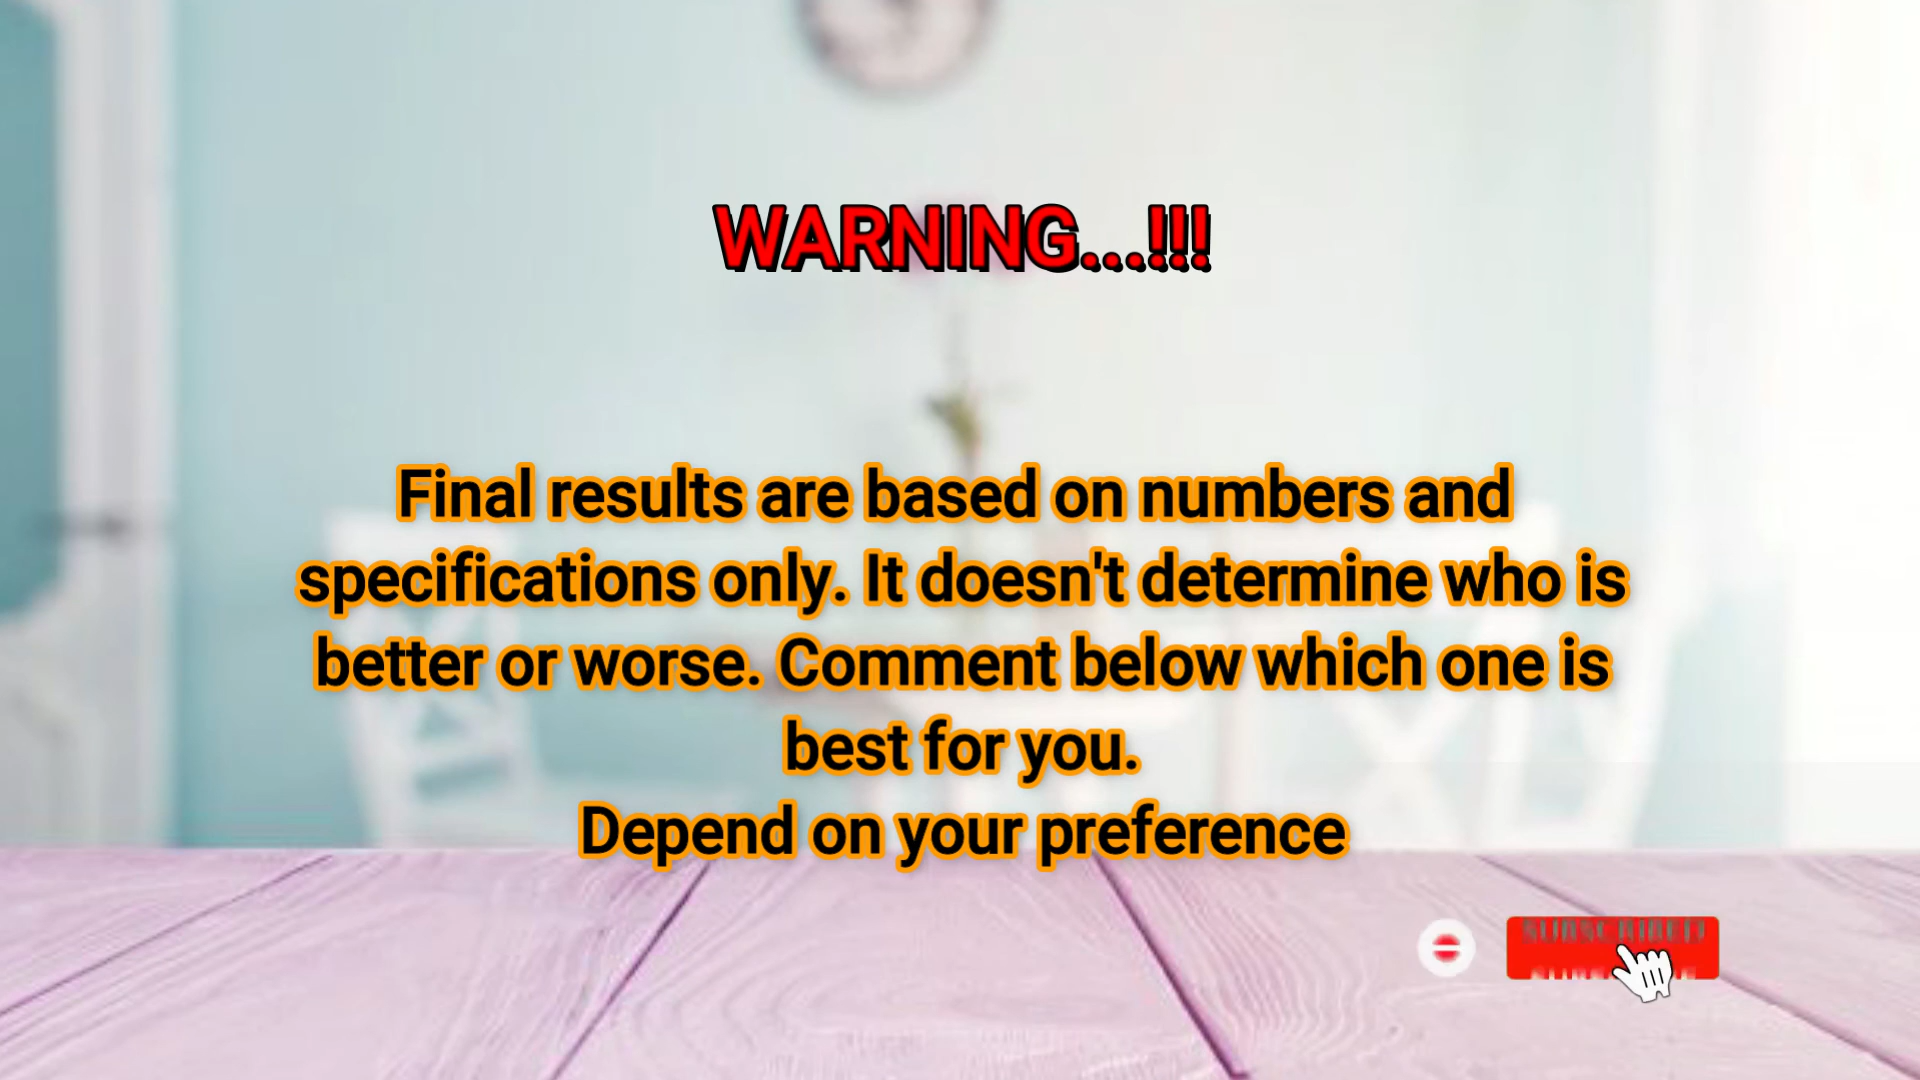 WARNING...!!!
Final results are based on numbers and
specifications only. It doesn't determine who is
better or worse. Comment below which one is
best for you.
Depend on your preference